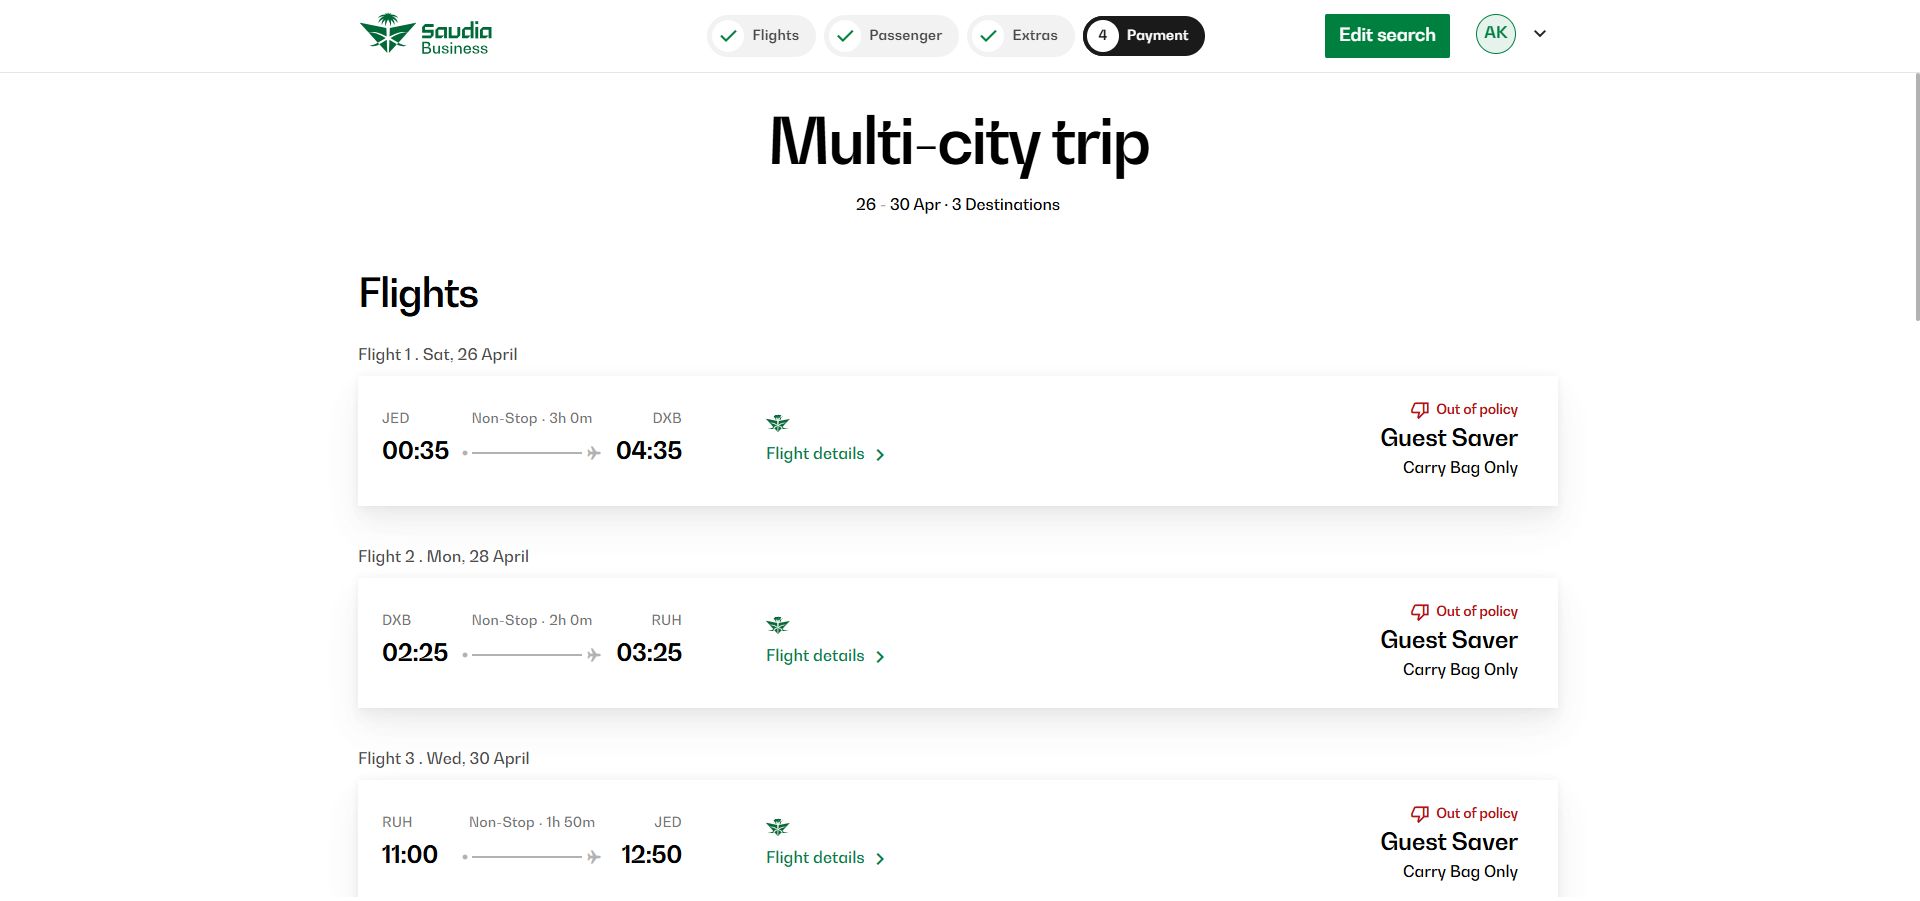 Saudia
Business
Flights
Passenger
Extras
4 Payment
Edit search
AK
Multi-city trip
26 - 30 Apr · 3 Destinations
Flights
Flight 1 . Sat, 26 April
JED Non-Stop · 3h 0m DXB
00:35 04:35
Flight details
Out of policy
Guest Saver
Carry Bag Only
Flight 2 . Mon, 28 April
DXB Non-Stop · 2h 0m RUH
02:25 03:25
Flight details
Out of policy
Guest Saver
Carry Bag Only
Flight 3 . Wed, 30 April
RUH Non-Stop · 1h 50m JED
11:00 12:50
Flight details
Out of policy
Guest Saver
Carry Bag Only